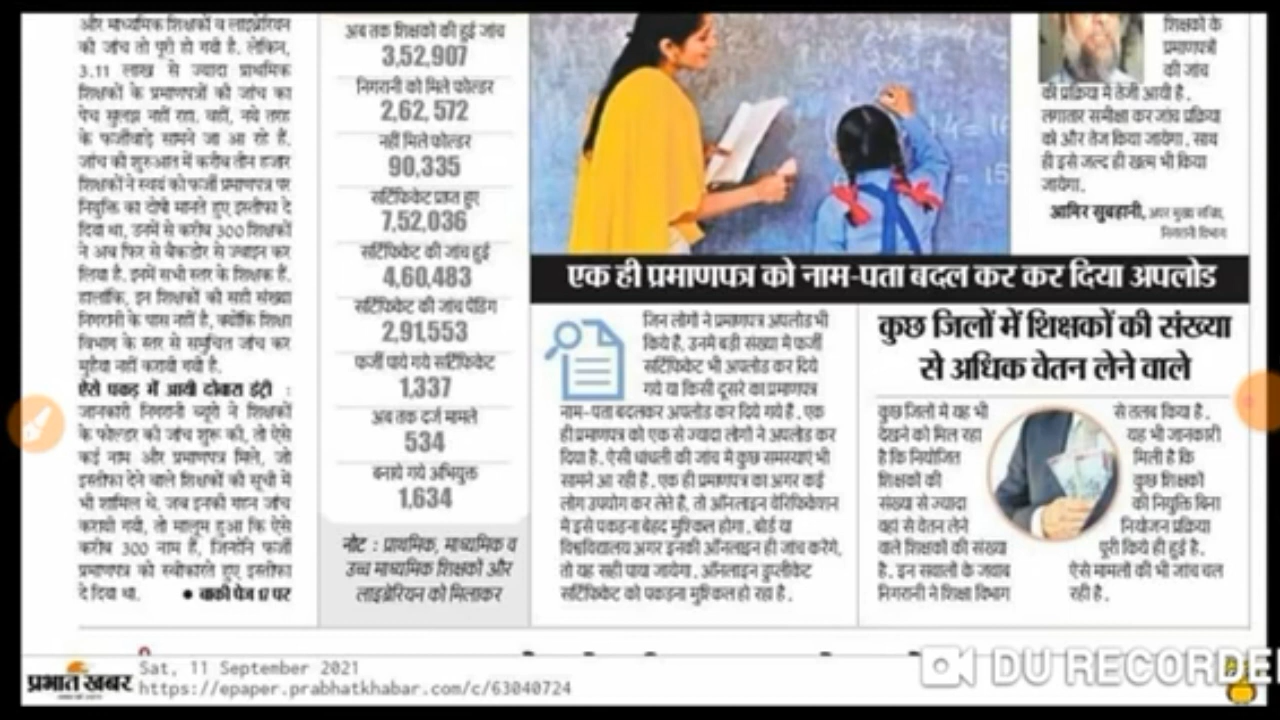 और माध्यमिक शिक्षकों व लाइब्रेरियन
की जांच तो पूरी हो गयी है. लेकिन,
3.11 लाख से ज्यादा प्राथमिक
शिक्षकों के प्रमाणपत्रों की जांच का
पेच सुलझ नहीं रहा. वहीं, नये तरह
के फर्जीवाड़े सामने जा आ रहे हैं.
जांच की शुरुआत में करीब तीन हजार
शिक्षकों ने स्वयं को फर्जी प्रमाणपत्र पर
नियुक्ति का दोषी मानते हुए इस्तीफा दे
दिया था, उनमें से करीब 300 शिक्षकों
ने अब फिर से बैकडोर से ज्वाइन कर
लिया है. इनमें सभी स्तर के शिक्षक हैं.
हालांकि, इन शिक्षकों की सही संख्या
निगरानी के पास नहीं है, क्योंकि शिक्षा
विभाग के स्तर से समुचित जांच कर
मुहैया नहीं करायी गयी है.
ऐसे पकड़ में आयी दोबारा इंट्री :
जानकारी निगरानी ब्यूरो ने शिक्षकों
के फोल्डर की जांच शुरू की, तो ऐसे
कई नाम और प्रमाणपत्र मिले, जो
इस्तीफा देने वाले शिक्षकों की सूची में
भी शामिल थे. जब इनकी गहन जांच
करायी गयी, तो मालूम हुआ कि ऐसे
करीब 300 नाम हैं, जिनोंने फर्जी
प्रमाणपत्र को स्वीकारते हुए इस्तीफा
दे दिया था. ● बाकी पेज 17 पर
अब तक शिक्षकों की हुई जांच
3,52,907
निगरानी को मिले फोल्डर
2,62,572
नहीं मिले फोल्डर
90,335
सर्टिफिकेट प्राप्त हुए
7,52,036
सर्टिफिकेट की जांच हुई
4,60,483
सर्टिफिकेट की जांच पेंडिंग
2,91,553
फर्जी पाये गये सर्टिफिकेट
1,337
अब तक दर्ज मामले
534
बनाये गये अभियुक्त
1,634
नोट : प्राथमिक, माध्यमिक व
उच्च माध्यमिक शिक्षकों और
लाइब्रेरियन को मिलाकर
शिक्षकों के
प्रमाणपत्रों
की जांच
की प्रक्रिया में तेजी आयी है.
लगातार समीक्षा कर जांच प्रक्रिया
को और तेज किया जायेगा. साथ
ही इसे जल्द ही खत्म भी किया
जायेगा.
आमिर सुबहानी, अपर मुख्य सचिव,
निगरानी विभाग
एक ही प्रमाणपत्र को नाम-पता बदल कर कर दिया अपलोड
जिन लोगों ने प्रमाणपत्र अपलोड भी
किये हैं, उनमें बड़ी संख्या में फर्जी
सर्टिफिकेट भी अपलोड कर दिये
गये या किसी दूसरे का प्रमाणपत्र
नाम-पता बदलकर अपलोड कर दिये गये हैं. एक
ही प्रमाणपत्र को एक से ज्यादा लोगों ने अपलोड कर
दिया है. ऐसी धांधली की जांच में कुछ समस्याएं भी
सामने आ रही हैं. एक ही प्रमाणपत्र का अगर कई
लोग उपयोग कर लेते हैं, तो ऑनलाइन वेरिफिकेशन
में इसे पकड़ना बेहद मुश्किल होगा. बोर्ड या
विश्वविद्यालय अगर इनकी ऑनलाइन ही जांच करेंगे,
तो यह सही पाया जायेगा. ऑनलाइन डुप्लीकेट
सर्टिफिकेट को पकड़ना मुश्किल हो रहा है.
कुछ जिलों में शिक्षकों की संख्या
से अधिक वेतन लेने वाले
कुछ जिलों में यह भी
देखने को मिल रहा
है कि नियोजित
शिक्षकों की
संख्या से ज्यादा
वहां से वेतन लेने
वाले शिक्षकों की संख्या
है. इन सवालों के जवाब
निगरानी ने शिक्षा विभाग
से तलब किया है.
यह भी जानकारी
मिली है कि
कुछ शिक्षकों
की नियुक्ति बिना
नियोजन प्रक्रिया
पूरी किये ही हुई है.
ऐसे मामलों की भी जांच चल
रही है.
प्रभात खबर
Sat, 11 September 2021
https://epaper.prabhatkhabar.com/c/63040724
DU RECORDE